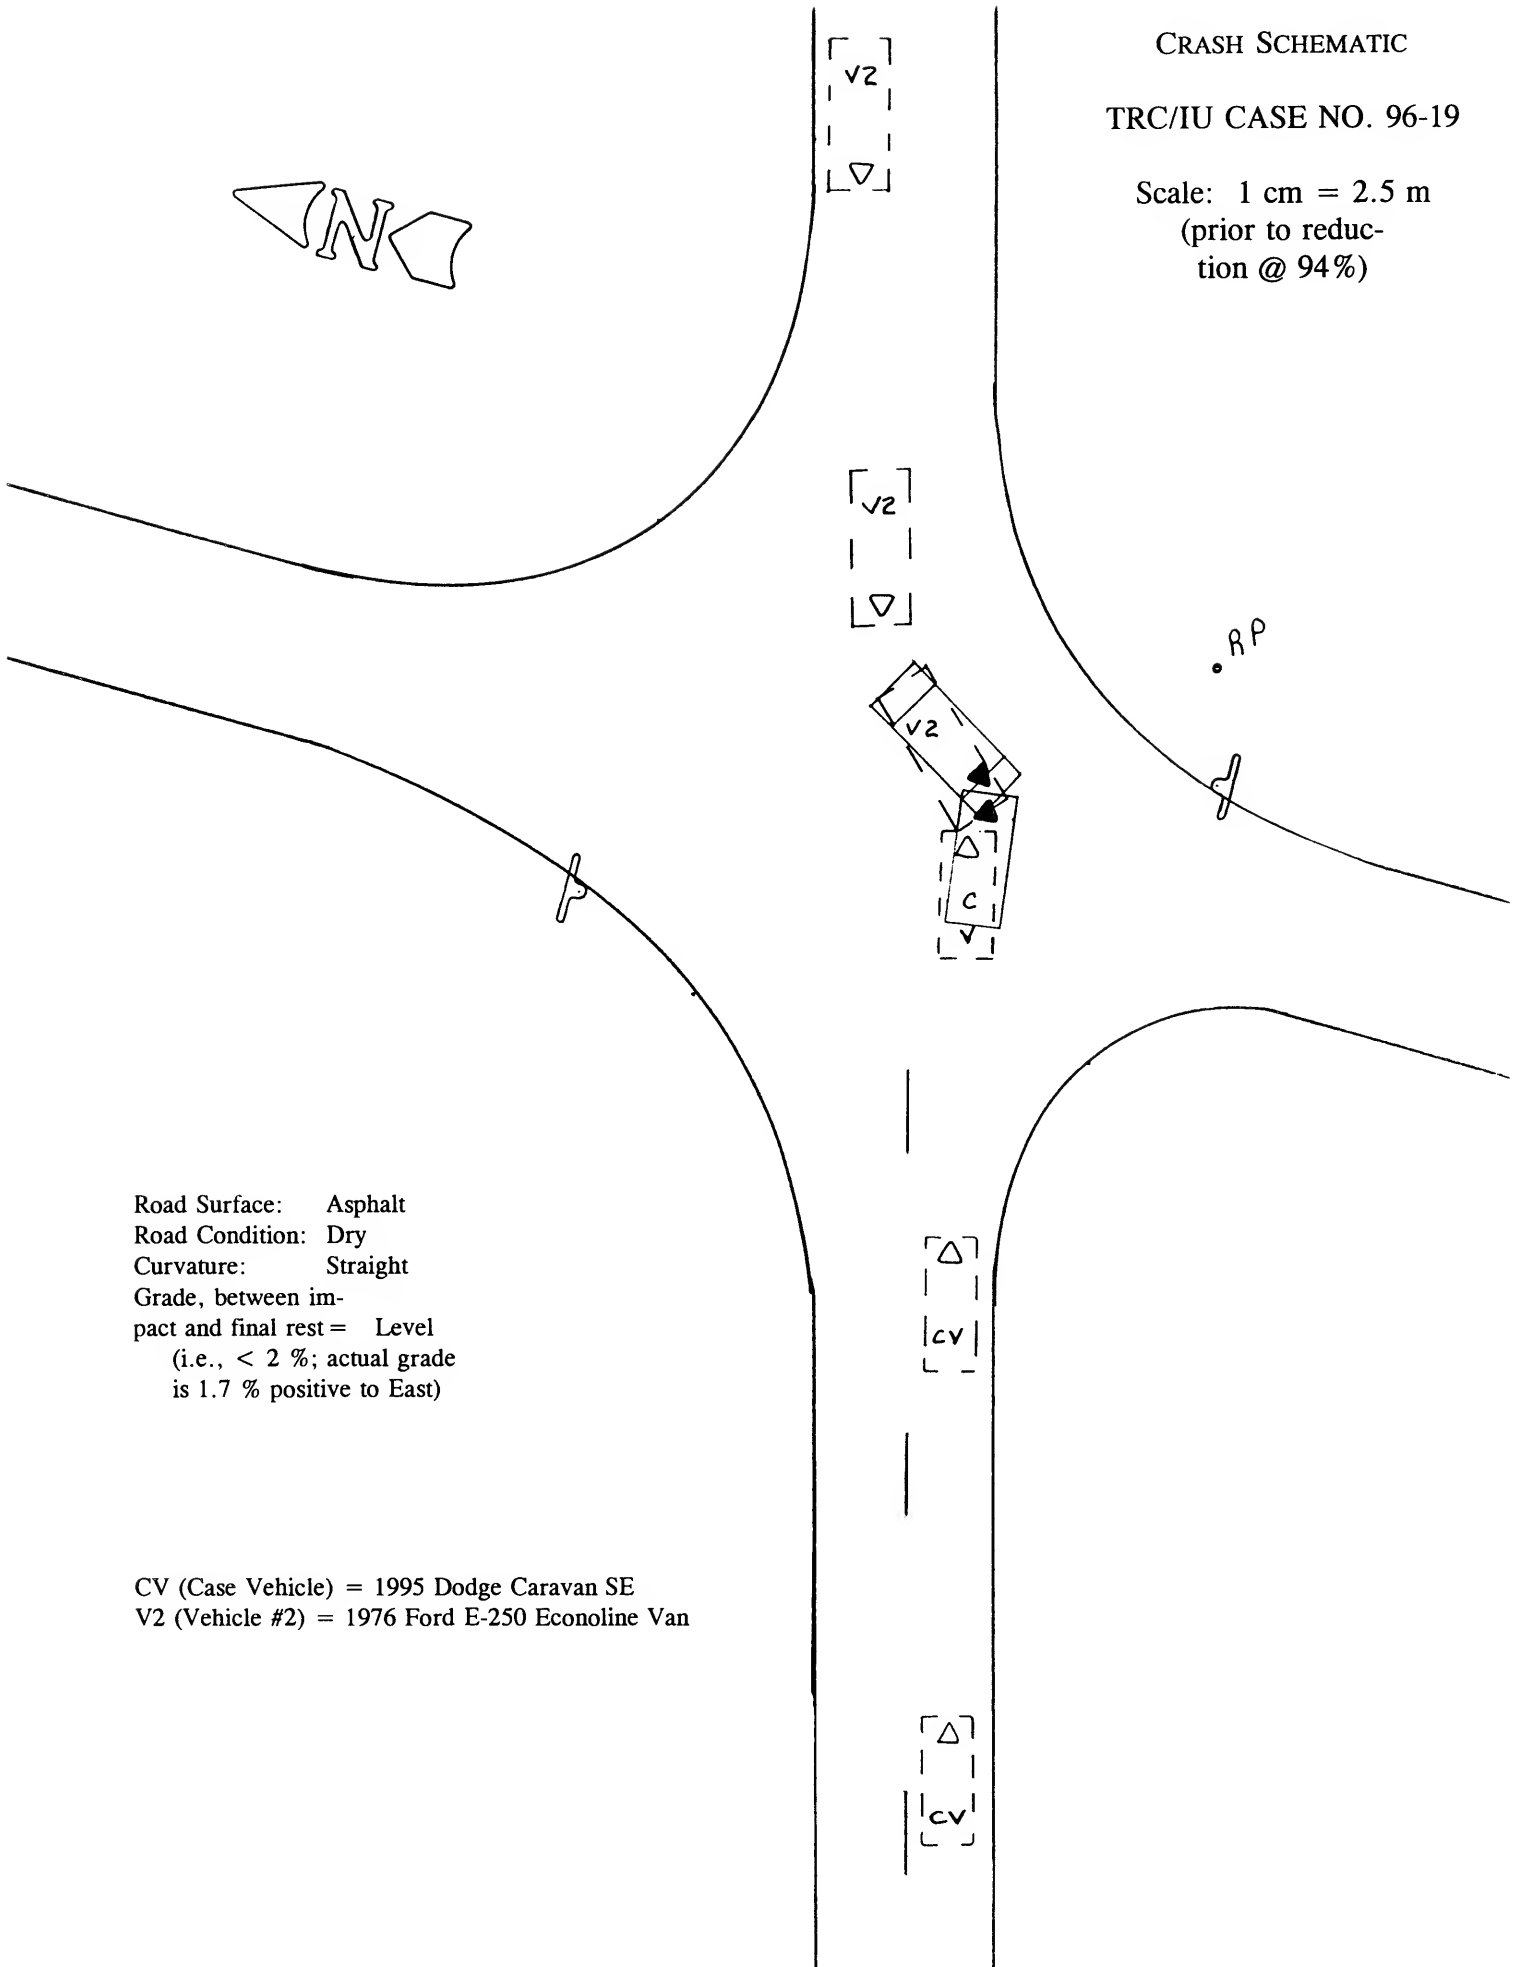 CRASH SCHEMATIC
TRC/IU CASE NO. 96-19
Scale: 1 cm = 2.5 m
(prior to reduc-
tion @ 94%)
V2
N
V2
RP
V2
C
V
Road Surface: Asphalt
Road Condition: Dry
Curvature: Straight
Grade, between im-
pact and final rest = Level
(i.e., < 2 %; actual grade
is 1.7 % positive to East)
CV
CV (Case Vehicle) = 1995 Dodge Caravan SE
V2 (Vehicle #2) = 1976 Ford E-250 Econoline Van
CV